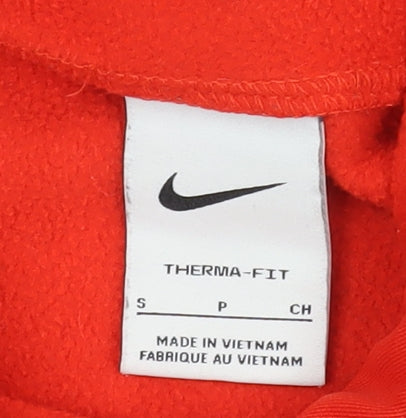 THERMA-FIT
S P CH
MADE IN VIETNAM
FABRIQUE AU VIETNAM